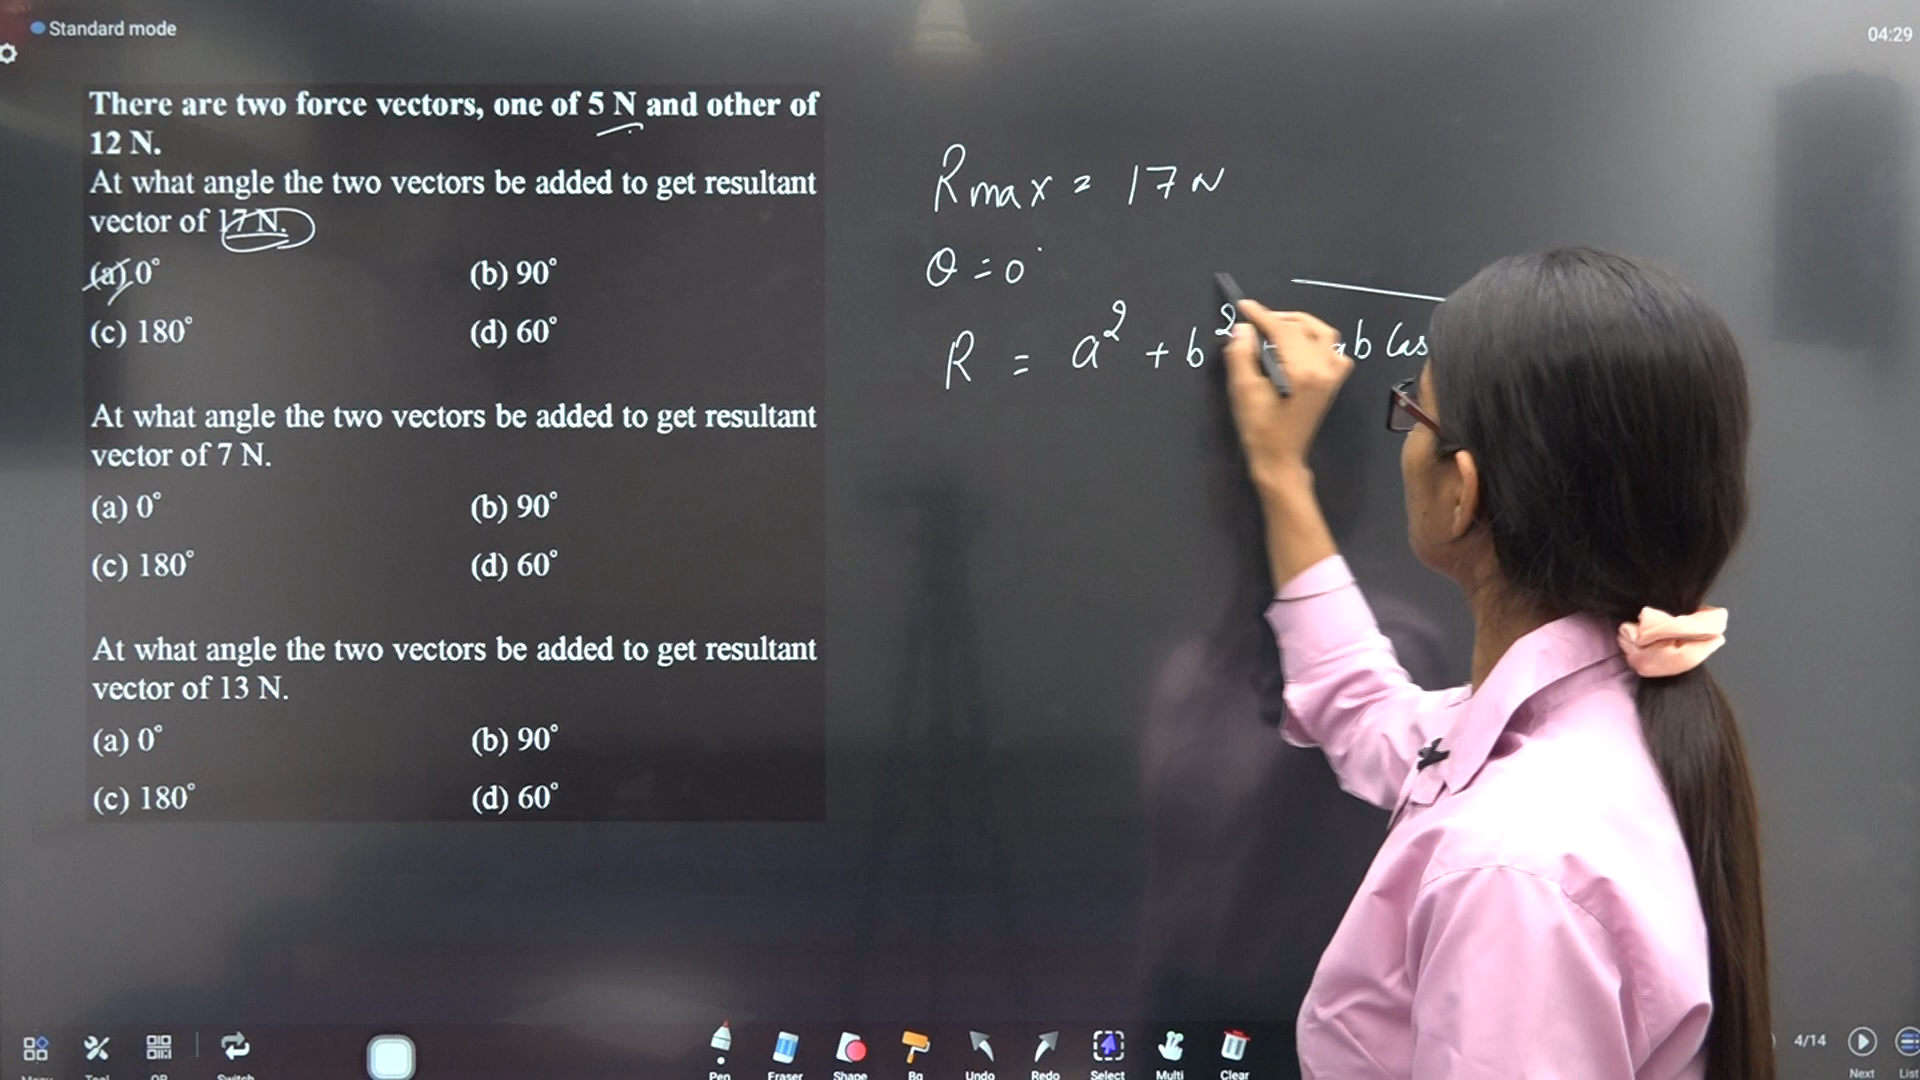 Standard mode
04:29
There are two force vectors, one of 5 N and other of
12 N.
At what angle the two vectors be added to get resultant
vector of 17 N.
(a) 0°
(b) 90°
(c) 180°
(d) 60°
At what angle the two vectors be added to get resultant
vector of 7 N.
(a) 0°
(b) 90°
(c) 180°
(d) 60°
At what angle the two vectors be added to get resultant
vector of 13 N.
(a) 0°
(b) 90°
(c) 180°
(d) 60°
Rmax = 17 N
θ = 0°
R = a² + b² + ab Cos
4/14
Pen
Eraser
Shape
Bg
Undo
Redo
Select
Multi
Clear
Next
List